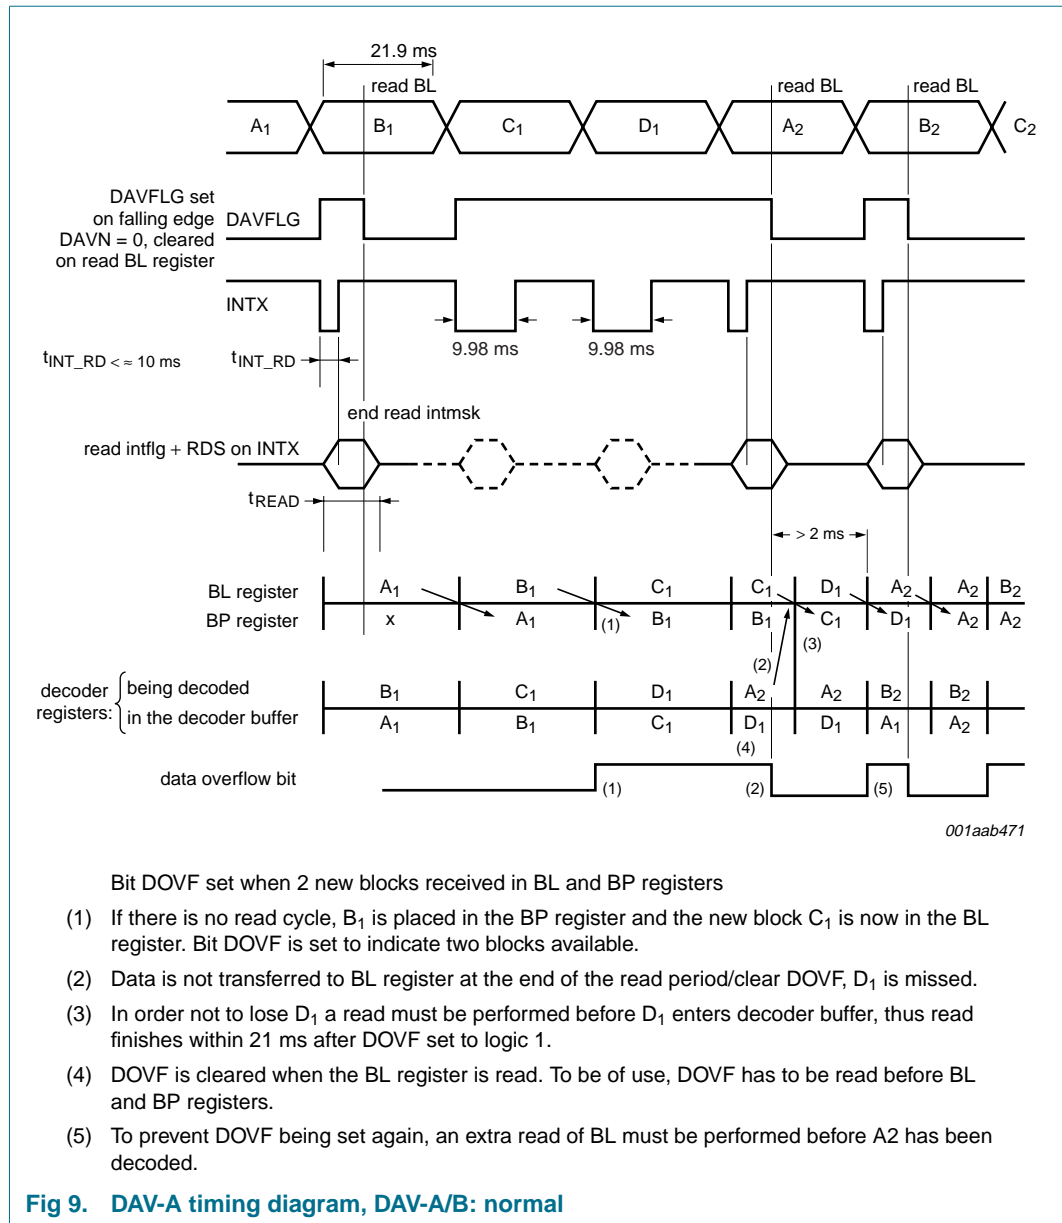 21.9 ms
read BL read BL read BL
A1 B1 C1 D1 A2 B2 C2
DAVFLG set
on falling edge
DAVN = 0, cleared
on read BL register
DAVFLG
INTX
9.98 ms 9.98 ms
tINT_RD < ≈ 10 ms tINT_RD
end read intmsk
read intflg + RDS on INTX
tREAD
> 2 ms
BL register A1 B1 C1 C1 D1 A2 A2 B2
BP register x A1 (1) B1 B1 C1 D1 A2 A2
(2) (3)
decoder registers:
being decoded B1 C1 D1 A2 A2 B2 B2
in the decoder buffer A1 B1 C1 D1 D1 A1 A2
(4)
data overflow bit (1) (2) (5)
001aab471
Bit DOVF set when 2 new blocks received in BL and BP registers
(1) If there is no read cycle, B1 is placed in the BP register and the new block C1 is now in the BL
register. Bit DOVF is set to indicate two blocks available.
(2) Data is not transferred to BL register at the end of the read period/clear DOVF, D1 is missed.
(3) In order not to lose D1 a read must be performed before D1 enters decoder buffer, thus read
finishes within 21 ms after DOVF set to logic 1.
(4) DOVF is cleared when the BL register is read. To be of use, DOVF has to be read before BL
and BP registers.
(5) To prevent DOVF being set again, an extra read of BL must be performed before A2 has been
decoded.
Fig 9. DAV-A timing diagram, DAV-A/B: normal